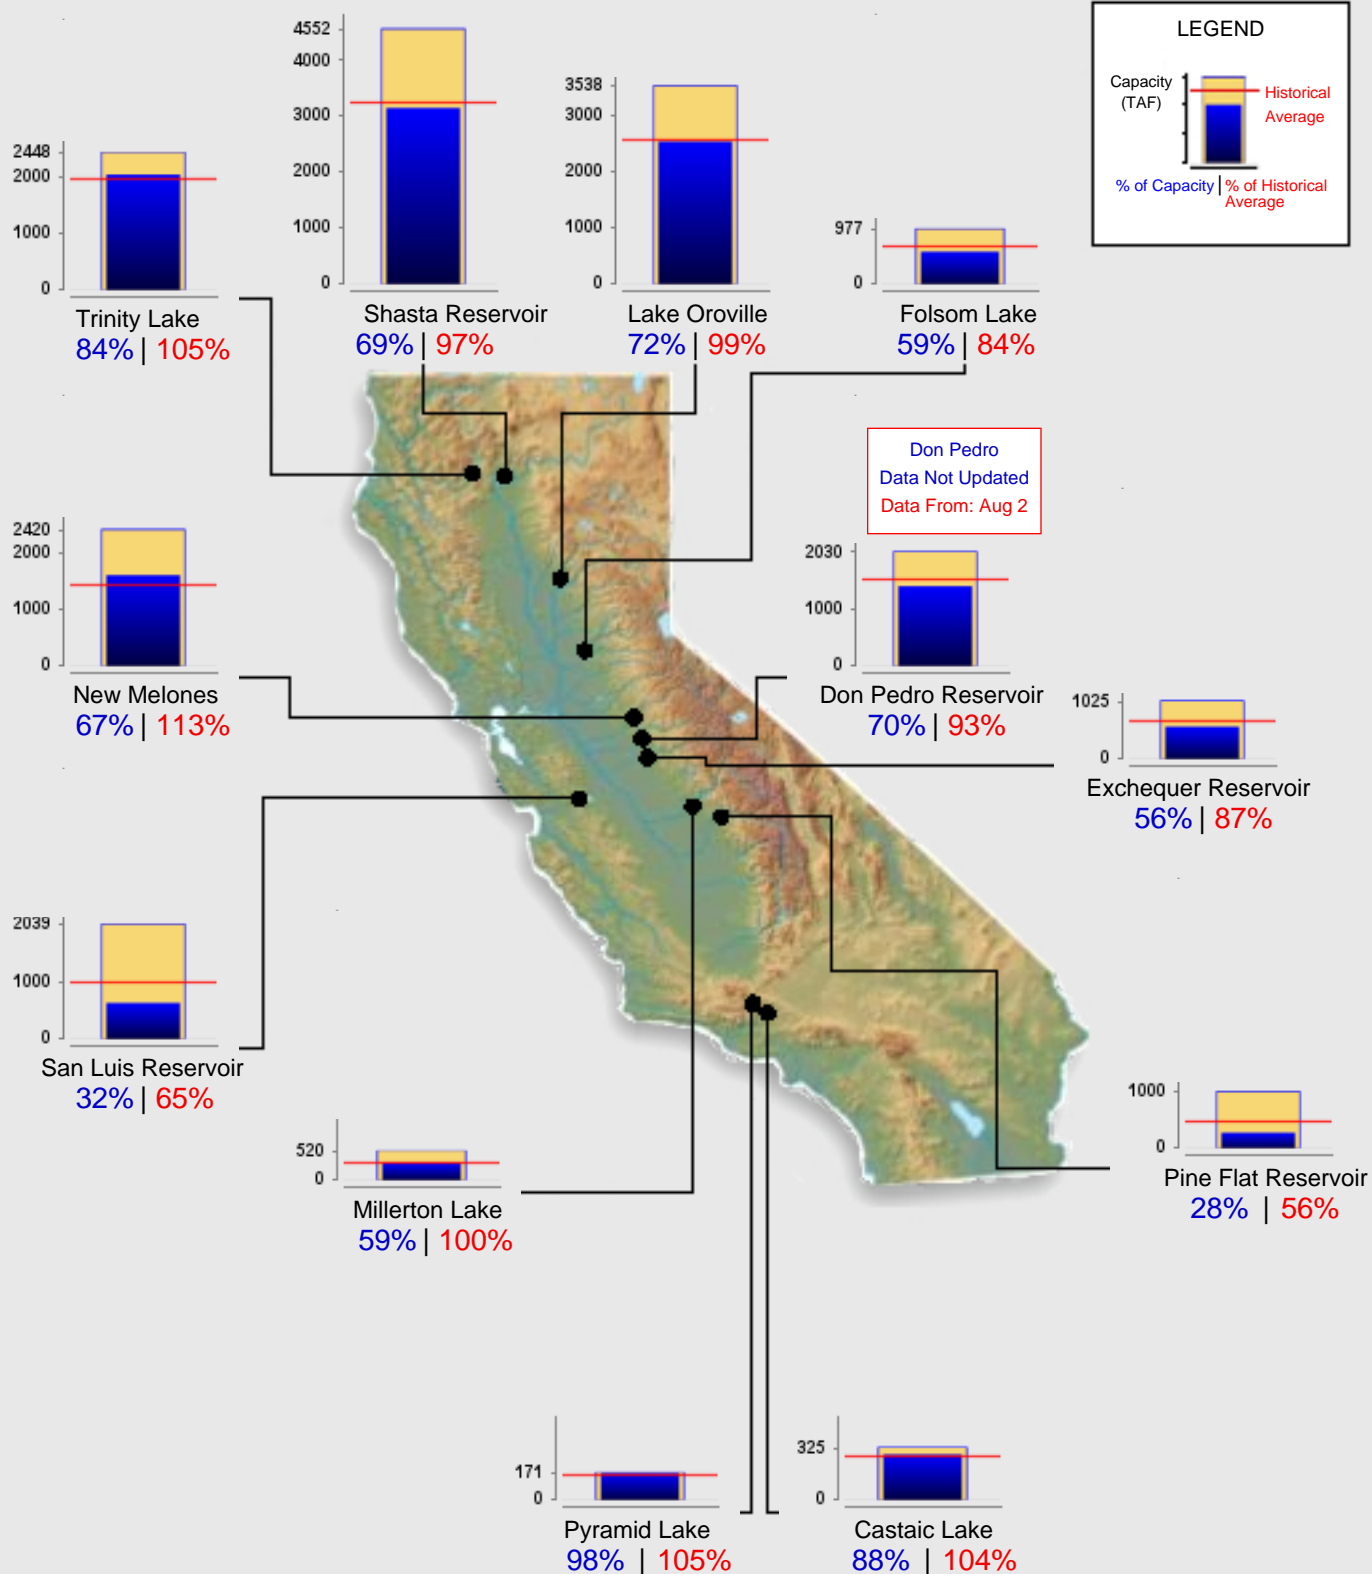 LEGEND
Capacity
(TAF)
Historical
Average
% of Capacity | % of Historical
Average
4552
4000
3000
2000
1000
0
Shasta Reservoir
69% | 97%
3538
3000
2000
1000
0
Lake Oroville
72% | 99%
2448
2000
1000
0
Trinity Lake
84% | 105%
977
0
Folsom Lake
59% | 84%
Don Pedro
Data Not Updated
Data From: Aug 2
2420
2000
1000
0
New Melones
67% | 113%
2030
1000
0
Don Pedro Reservoir
70% | 93%
1025
0
Exchequer Reservoir
56% | 87%
2039
1000
0
San Luis Reservoir
32% | 65%
520
0
Millerton Lake
59% | 100%
1000
0
Pine Flat Reservoir
28% | 56%
171
0
Pyramid Lake
98% | 105%
325
0
Castaic Lake
88% | 104%